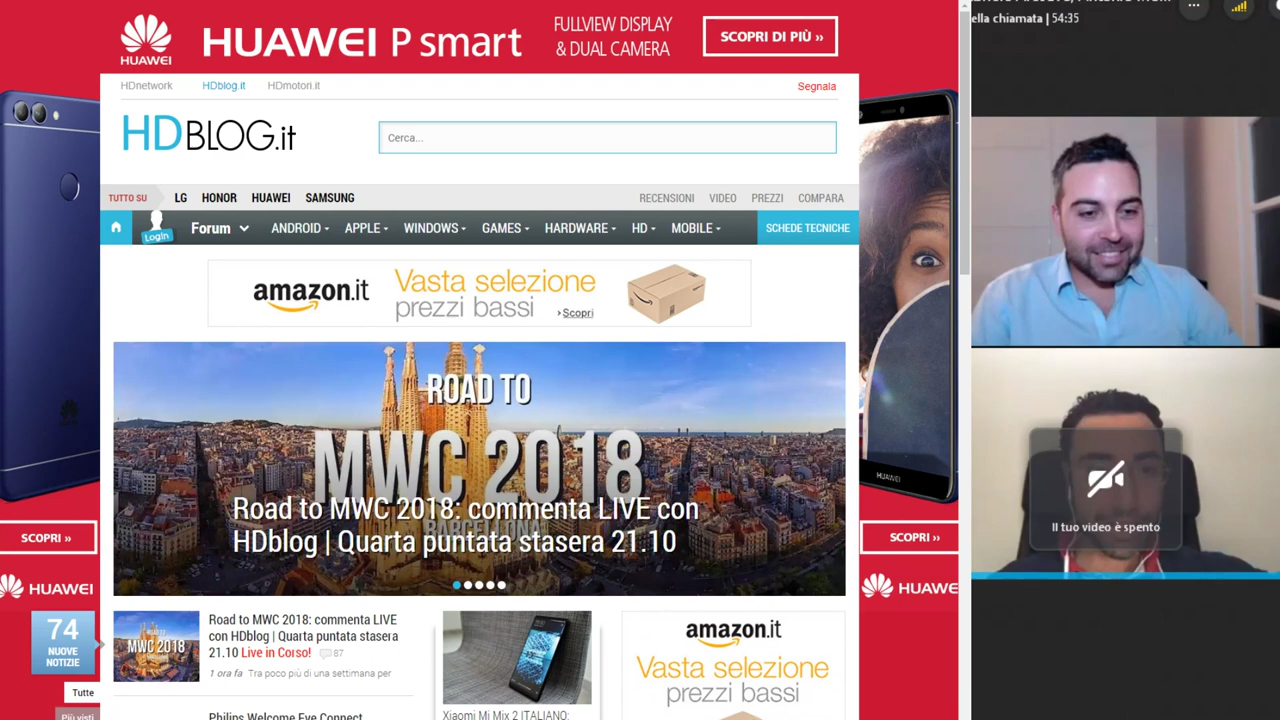 HUAWEI
HUAWEI P smart
FULLVIEW DISPLAY
& DUAL CAMERA
SCOPRI DI PIÙ ››
ella chiamata | 54:35
HDnetwork
HDblog.it
HDmotori.it
Segnala
HDBLOG.it
Cerca...
TUTTO SU
LG
HONOR
HUAWEI
SAMSUNG
RECENSIONI
VIDEO
PREZZI
COMPARA
Login
Forum
ANDROID
APPLE
WINDOWS
GAMES
HARDWARE
HD
MOBILE
SCHEDE TECNICHE
amazon.it
Vasta selezione
prezzi bassi
Scopri
ROAD TO
MWC 2018
BARCELLONA
Road to MWC 2018: commenta LIVE con
HDblog | Quarta puntata stasera 21.10
HUAWEI
Il tuo video è spento
SCOPRI ››
SCOPRI ››
HUAWEI
HUAWE
74
NUOVE
NOTIZIE
Tutte
Più visti
ROAD TO
MWC 2018
Road to MWC 2018: commenta LIVE
con HDblog | Quarta puntata stasera
21.10 Live in Corso! 87
1 ora fa Tra poco più di una settimana per
Philips Welcome Eye Connect
Xiaomi Mi Mix 2 ITALIANO:
amazon.it
Vasta selezione
prezzi bassi